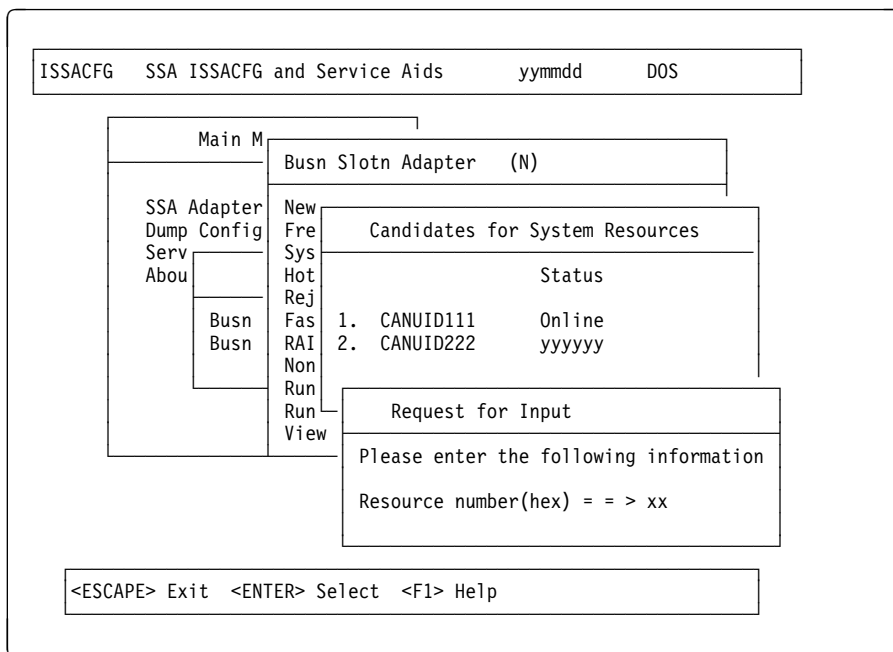 ISSACFG SSA ISSACFG and Service Aids yymmdd DOS
Main M
Busn Slotn Adapter (N)
SSA Adapter
Dump Config
Serv
Abou
Busn
Busn
New
Fre
Sys
Hot
Rej
Fas
RAI
Non
Run
Run
View
Candidates for System Resources
Status
1. CANUID111 Online
2. CANUID222 yyyyyy
Request for Input
Please enter the following information
Resource number(hex) = = > xx
<ESCAPE> Exit <ENTER> Select <F1> Help